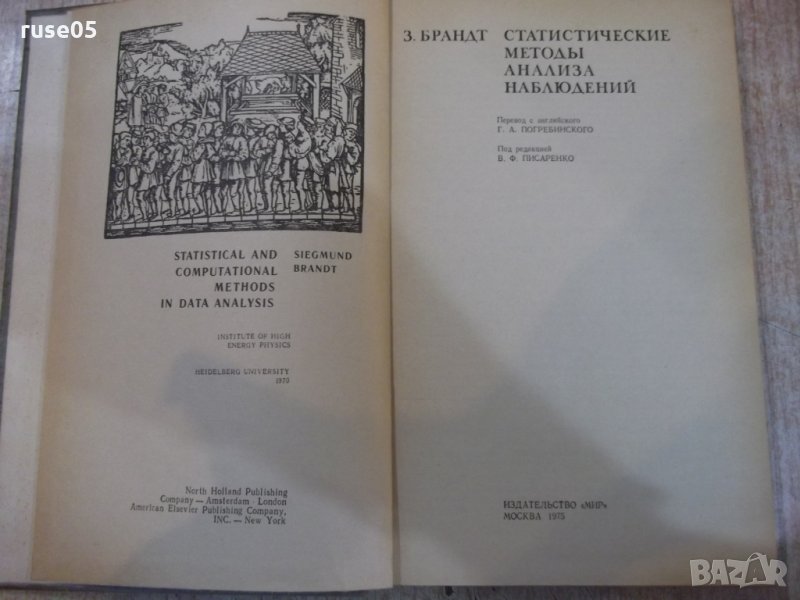 ruse05
STATISTICAL AND
COMPUTATIONAL
METHODS
IN DATA ANALYSIS
SIEGMUND
BRANDT
INSTITUTE OF HIGH
ENERGY PHYSICS
HEIDELBERG UNIVERSITY
1970
North Holland Publishing
Company — Amsterdam · London
American Elsevier Publishing Company,
INC. — New York
З. БРАНДТ
СТАТИСТИЧЕСКИЕ
МЕТОДЫ
АНАЛИЗА
НАБЛЮДЕНИЙ
Перевод с английского
Г. А. ПОГРЕБИНСКОГО
Под редакцией
В. Ф. ПИСАРЕНКО
ИЗДАТЕЛЬСТВО «МИР»
МОСКВА 1975
BAZAR